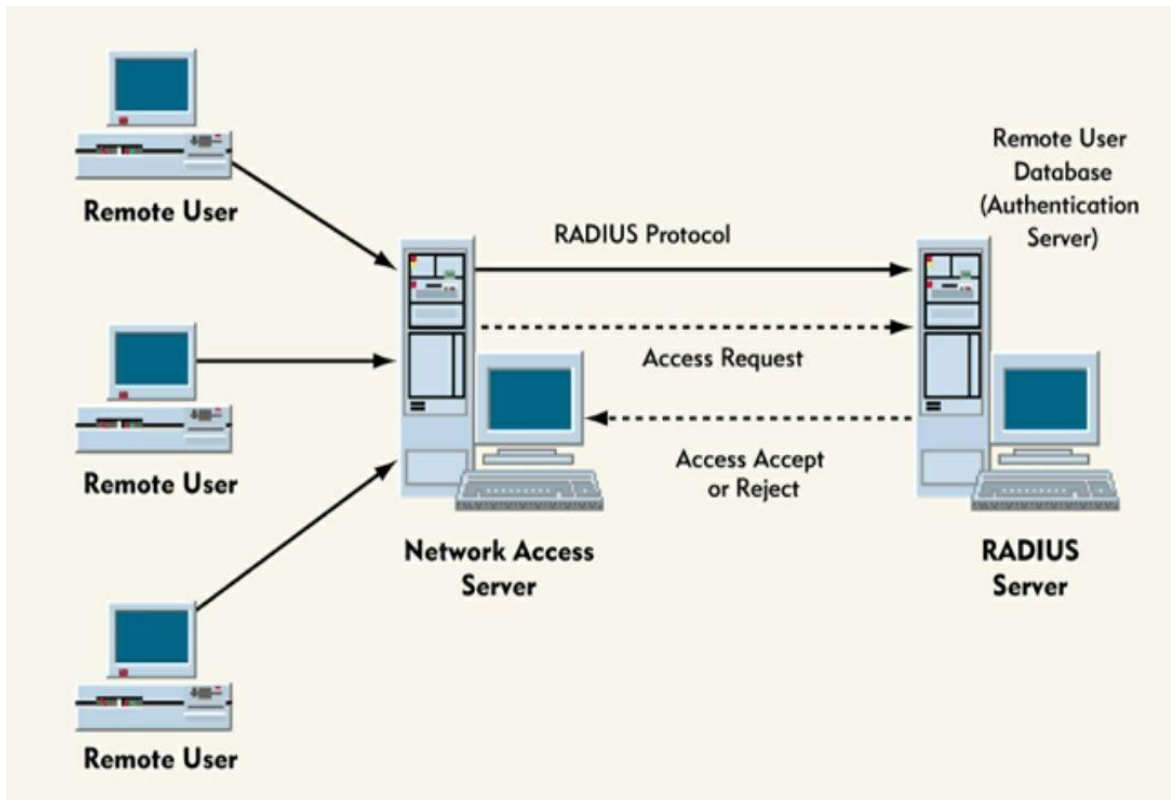 Remote User
Remote User
Remote User
RADIUS Protocol
Access Request
Access Accept
or Reject
Network Access
Server
Remote User
Database
(Authentication
Server)
RADIUS
Server